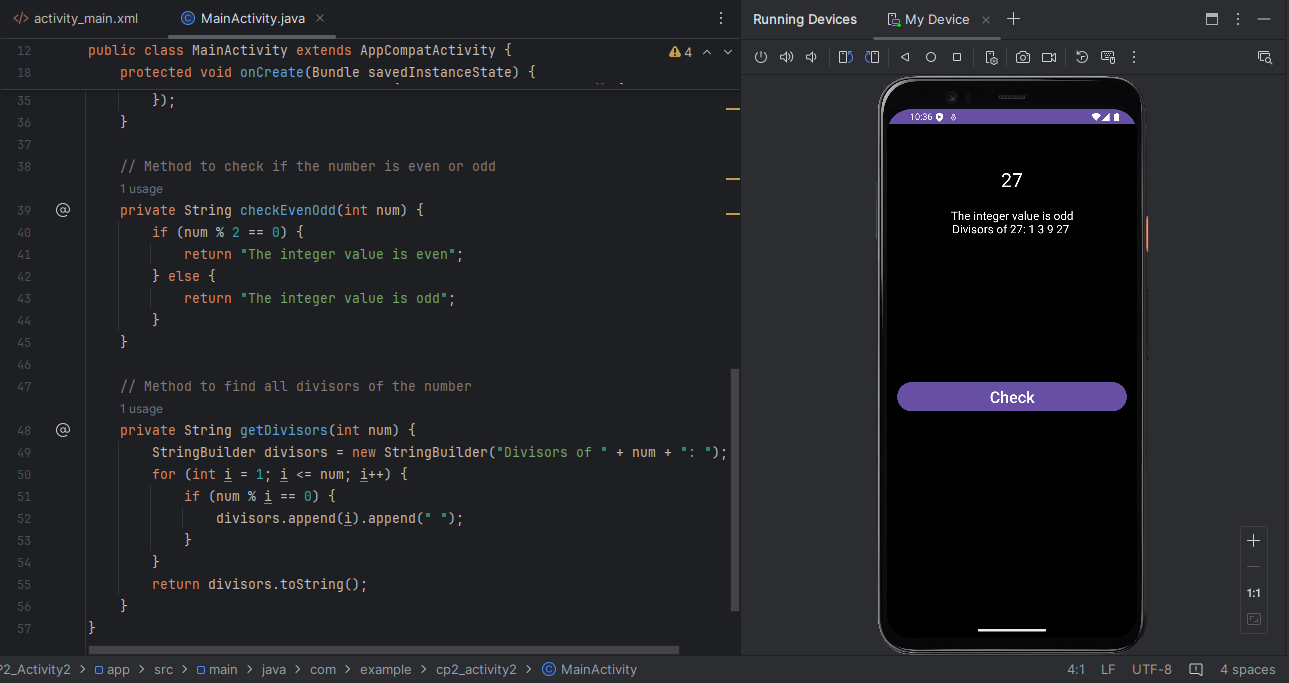 activity_main.xml
MainActivity.java
Running Devices
My Device
12 public class MainActivity extends AppCompatActivity {
4
18 protected void onCreate(Bundle savedInstanceState) {
35 });
36 }
37
38 // Method to check if the number is even or odd
1 usage
39 private String checkEvenOdd(int num) {
40 if (num % 2 == 0) {
41 return "The integer value is even";
42 } else {
43 return "The integer value is odd";
44 }
45 }
46
47 // Method to find all divisors of the number
1 usage
48 private String getDivisors(int num) {
49 StringBuilder divisors = new StringBuilder("Divisors of " + num + ": ");
50 for (int i = 1; i <= num; i++) {
51 if (num % i == 0) {
52 divisors.append(i).append(" ");
53 }
54 }
55 return divisors.toString();
56 }
57 }
10:36
27
The integer value is odd
Divisors of 27: 1 3 9 27
Check
1:1
P2_Activity2 > app > src > main > java > com > example > cp2_activity2 > MainActivity
4:1 LF UTF-8 4 spaces